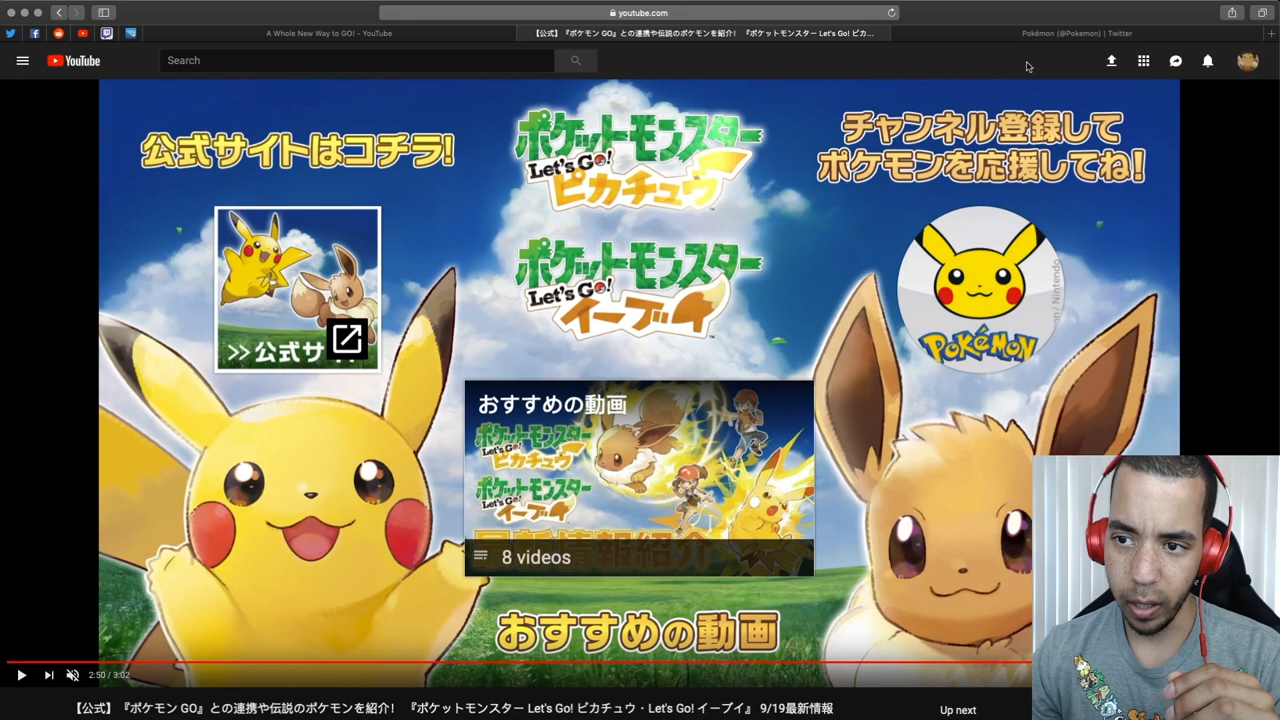 youtube.com
A Whole New Way to GO! - YouTube
【公式】『ポケモン GO』との連携や伝説のポケモンを紹介! 『ポケットモンスター Let's Go! ピカ...
Pokémon (@Pokemon) | Twitter
YouTube
Search
公式サイトはコチラ!
ポケットモンスター
Let's Go!
ピカチュウ
チャンネル登録して
ポケモンを応援してね!
ポケットモンスター
Let's Go!
イーブイ
>> 公式サ
/ Nintendo
POKÉMON
おすすめの動画
ポケットモンスター
Let's Go!
ピカチュウ
ポケットモンスター
Let's Go!
イーブイ
最新情報紹介
8 videos
おすすめの動画
2:50 / 3:02
【公式】『ポケモン GO』との連携や伝説のポケモンを紹介! 『ポケットモンスター Let's Go! ピカチュウ・Let's Go! イーブイ』 9/19最新情報
Up next